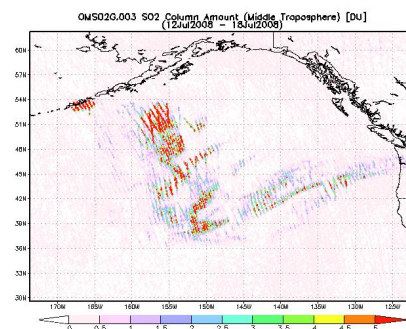 OMSO2G.003 SO2 Column Amount (Middle Troposphere) [DU]
(12Jul2008 - 18Jul2008)
60N
57N
54N
51N
48N
45N
42N
39N
36N
33N
30N
170W 165W 160W 155W 150W 145W 140W 135W 130W 125W
0 0.5 1 1.5 2 2.5 3 3.5 4 4.5 5